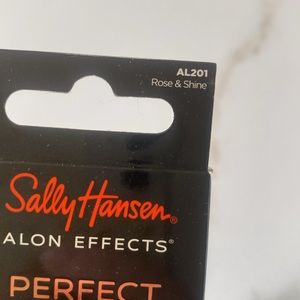 AL201
Rose & Shine
Sally Hansen®
ALON EFFECTS®
PERFECT